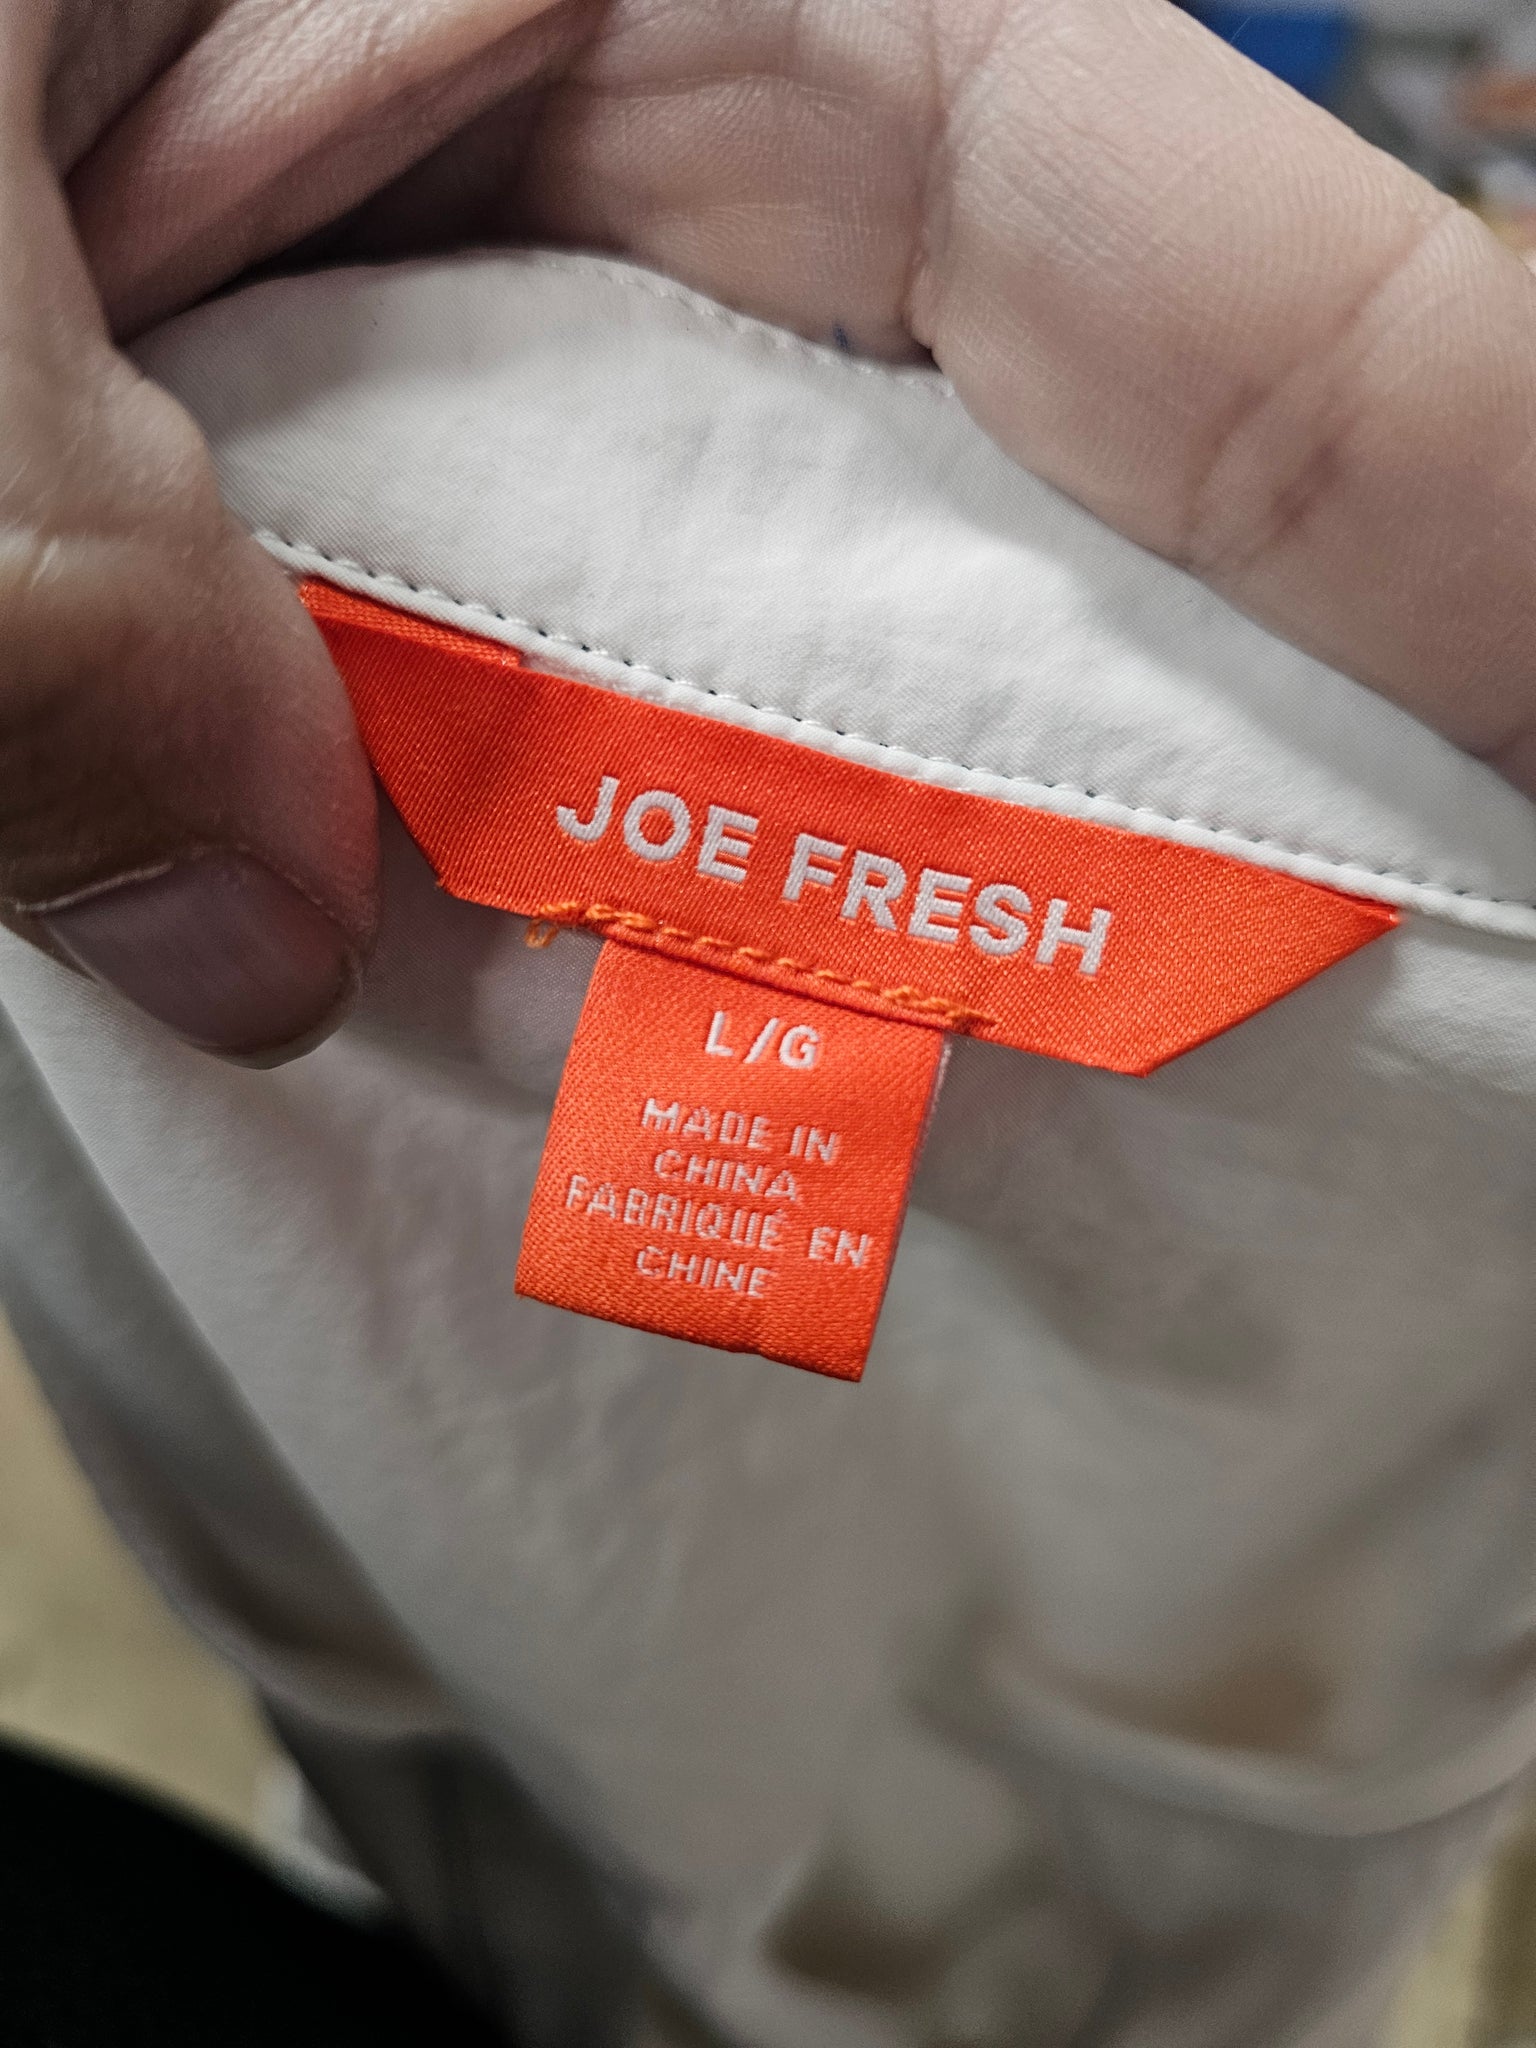 JOE FRESH
L/G
MADE IN
CHINA
FABRIQUÉ EN
CHINE